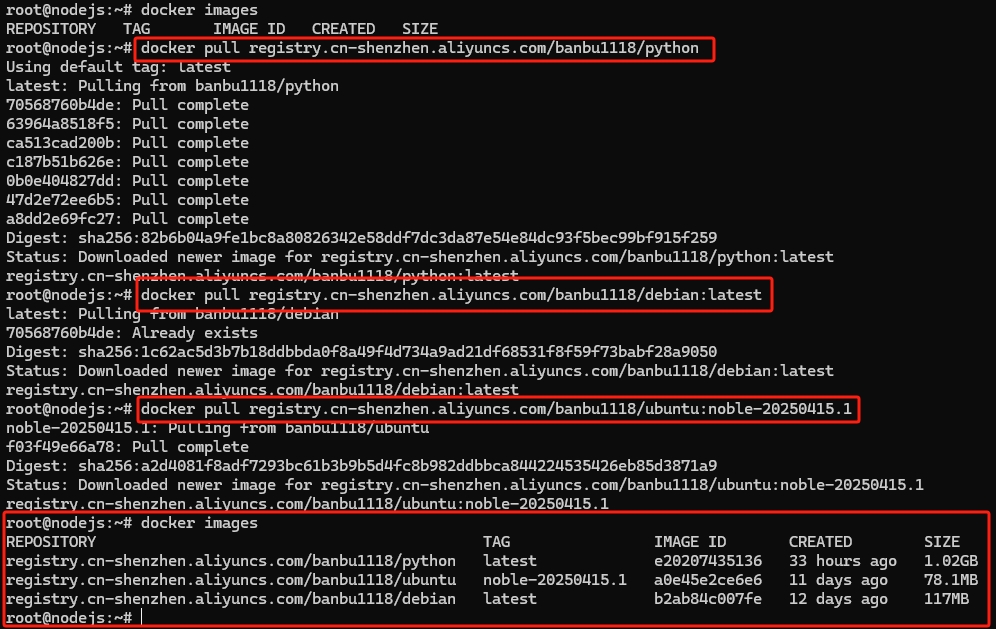 root@nodejs:~# docker images
REPOSITORY   TAG       IMAGE ID   CREATED   SIZE
root@nodejs:~# docker pull registry.cn-shenzhen.aliyuncs.com/banbu1118/python
Using default tag: latest
latest: Pulling from banbu1118/python
70568760b4de: Pull complete
63964a8518f5: Pull complete
ca513cad200b: Pull complete
c187b51b626e: Pull complete
0b0e404827dd: Pull complete
47d2e72ee6b5: Pull complete
a8dd2e69fc27: Pull complete
Digest: sha256:82b6b04a9fe1bc8a80826342e58ddf7dc3da87e54e84dc93f5bec99bf915f259
Status: Downloaded newer image for registry.cn-shenzhen.aliyuncs.com/banbu1118/python:latest
registry.cn-shenzhen.aliyuncs.com/banbu1118/python:latest
root@nodejs:~# docker pull registry.cn-shenzhen.aliyuncs.com/banbu1118/debian:latest
latest: Pulling from banbu1118/debian
70568760b4de: Already exists
Digest: sha256:1c62ac5d3b7b18ddbbda0f8a49f4d734a9ad21df68531f8f59f73babf28a9050
Status: Downloaded newer image for registry.cn-shenzhen.aliyuncs.com/banbu1118/debian:latest
registry.cn-shenzhen.aliyuncs.com/banbu1118/debian:latest
root@nodejs:~# docker pull registry.cn-shenzhen.aliyuncs.com/banbu1118/ubuntu:noble-20250415.1
noble-20250415.1: Pulling from banbu1118/ubuntu
f03f49e66a78: Pull complete
Digest: sha256:a2d4081f8adf7293bc61b3b9b5d4fc8b982ddbbca844224535426eb85d3871a9
Status: Downloaded newer image for registry.cn-shenzhen.aliyuncs.com/banbu1118/ubuntu:noble-20250415.1
registry.cn-shenzhen.aliyuncs.com/banbu1118/ubuntu:noble-20250415.1
root@nodejs:~# docker images
REPOSITORY                                           TAG                IMAGE ID       CREATED        SIZE
registry.cn-shenzhen.aliyuncs.com/banbu1118/python   latest             e20207435136   33 hours ago   1.02GB
registry.cn-shenzhen.aliyuncs.com/banbu1118/ubuntu   noble-20250415.1   a0e45e2ce6e6   11 days ago    78.1MB
registry.cn-shenzhen.aliyuncs.com/banbu1118/debian   latest             b2ab84c007fe   12 days ago    117MB
root@nodejs:~#